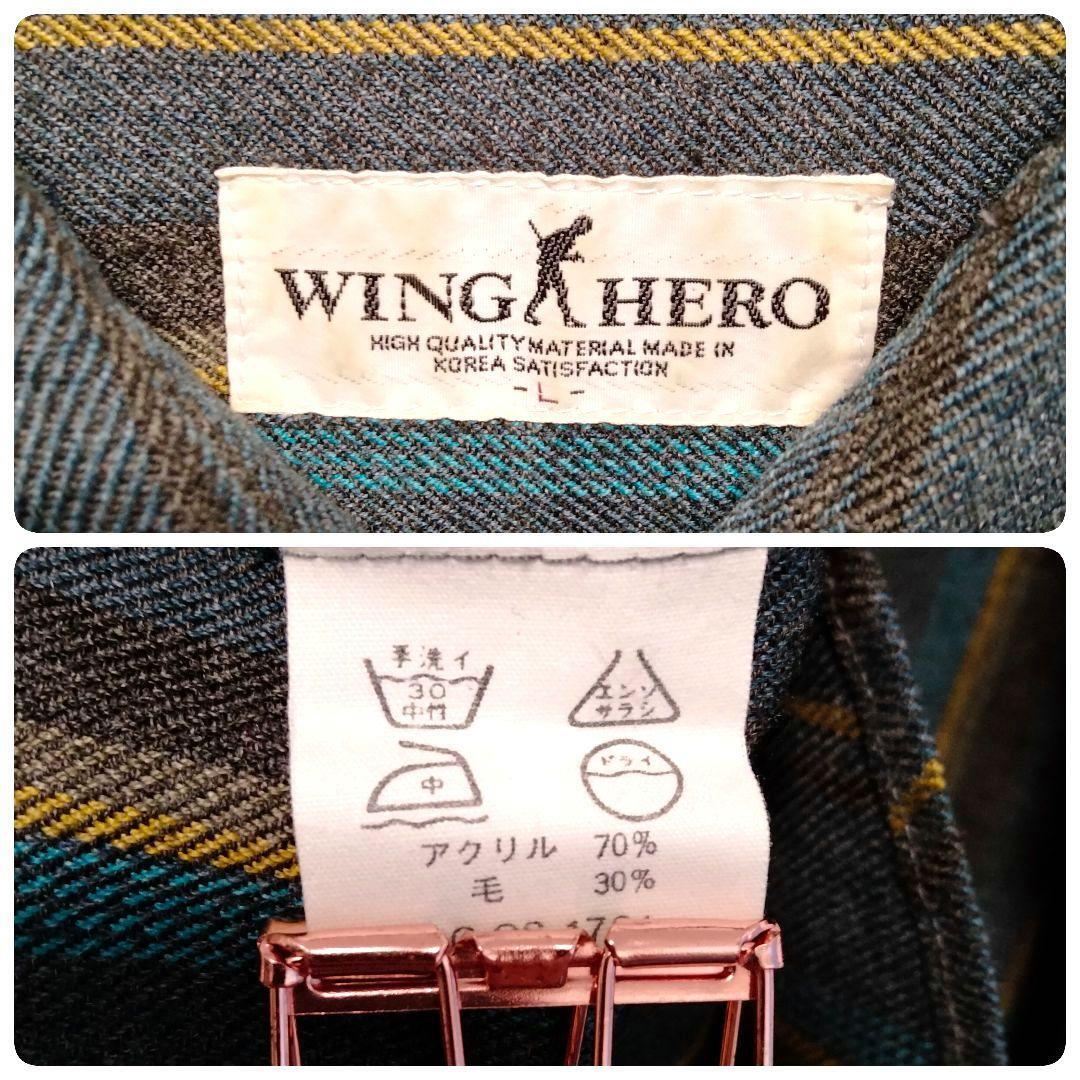 WING HERO
HIGH QUALITY MATERIAL MADE IN
KOREA SATISFACTION
- L -
手洗イ
30
中性
エンソ
サラシ
中
ドライ
アクリル 70%
毛 30%